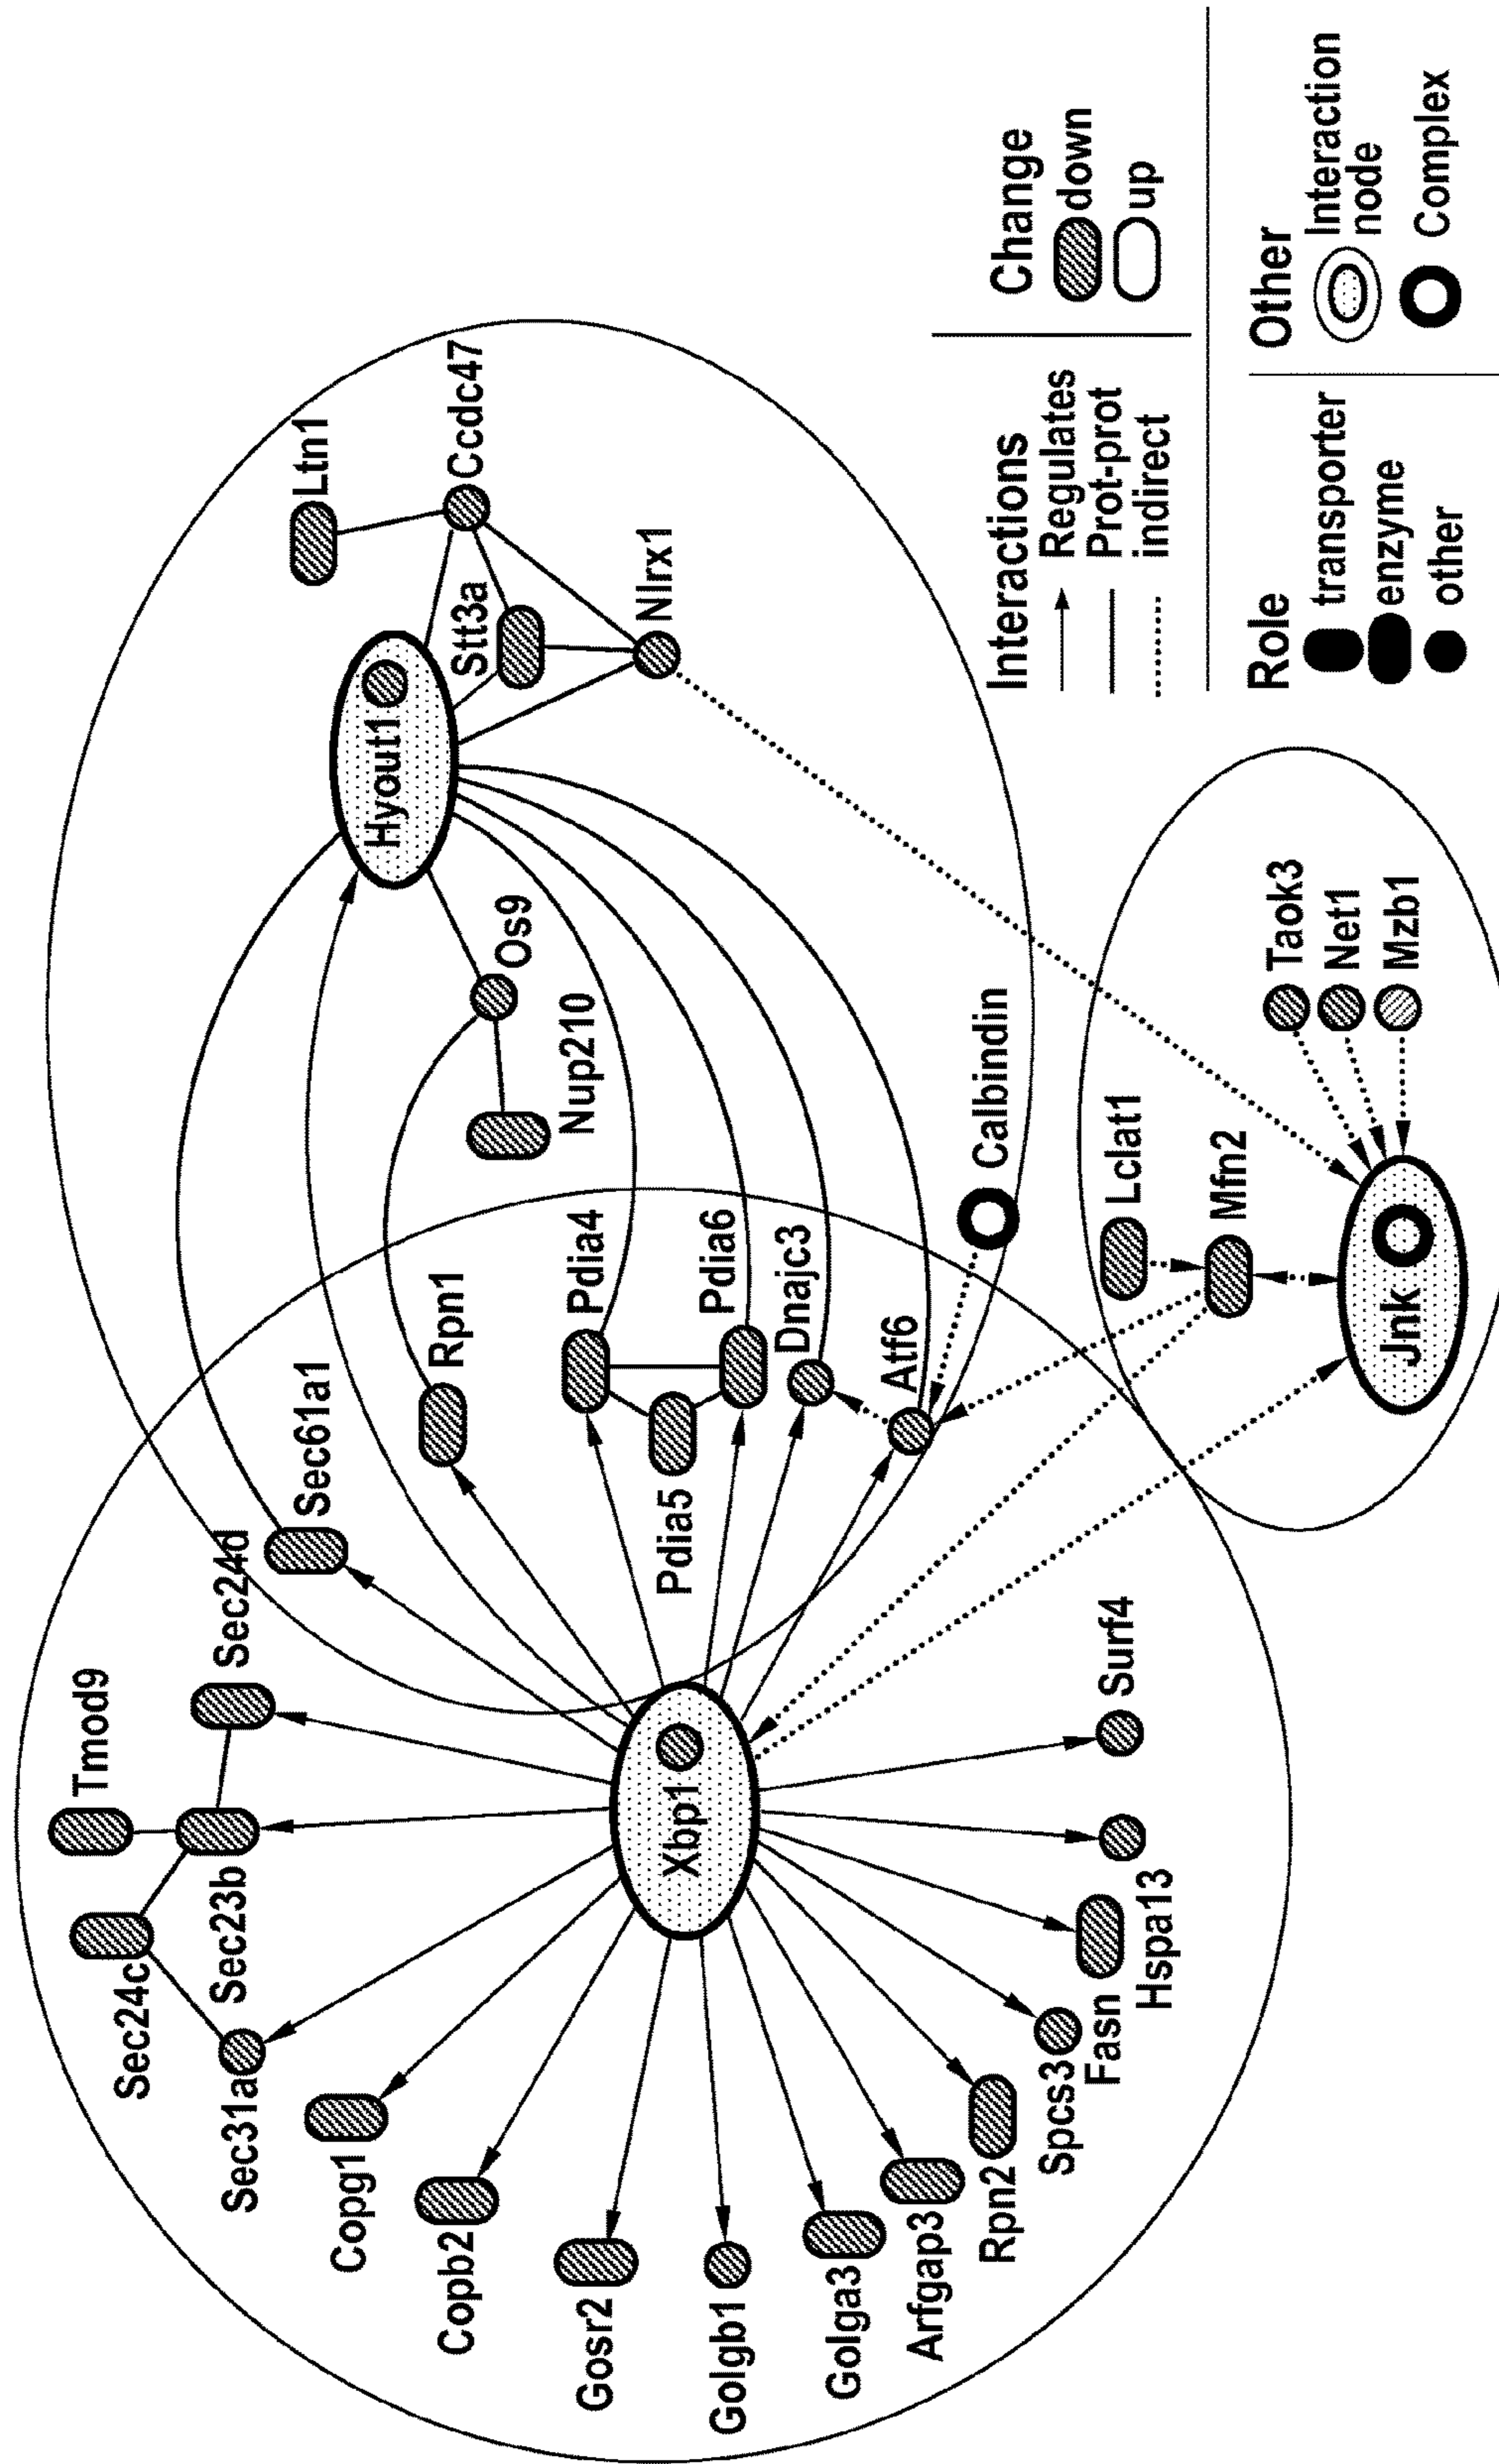 Tmod9
Sec24c
Sec24d
Sec23b
Sec61a1
Sec31a
Copg1
Copb2
Gosr2
Golgb1
Golga3
Arfgap3
Rpn2
Spcs3
Fasn
Hspa13
Surf4
Xbp1
Rpn1
Pdia4
Pdia5
Pdia6
Dnajc3
Atf6
Nup210
Os9
Hyout1
Ltn1
Ccdc47
Stt3a
Nlrx1
Calbindin
Lclat1
Mfn2
Taok3
Net1
Mzb1
Jnk
Interactions
Regulates
Prot-prot
indirect
Change
down
up
Role
transporter
enzyme
other
Other
Interaction
node
Complex